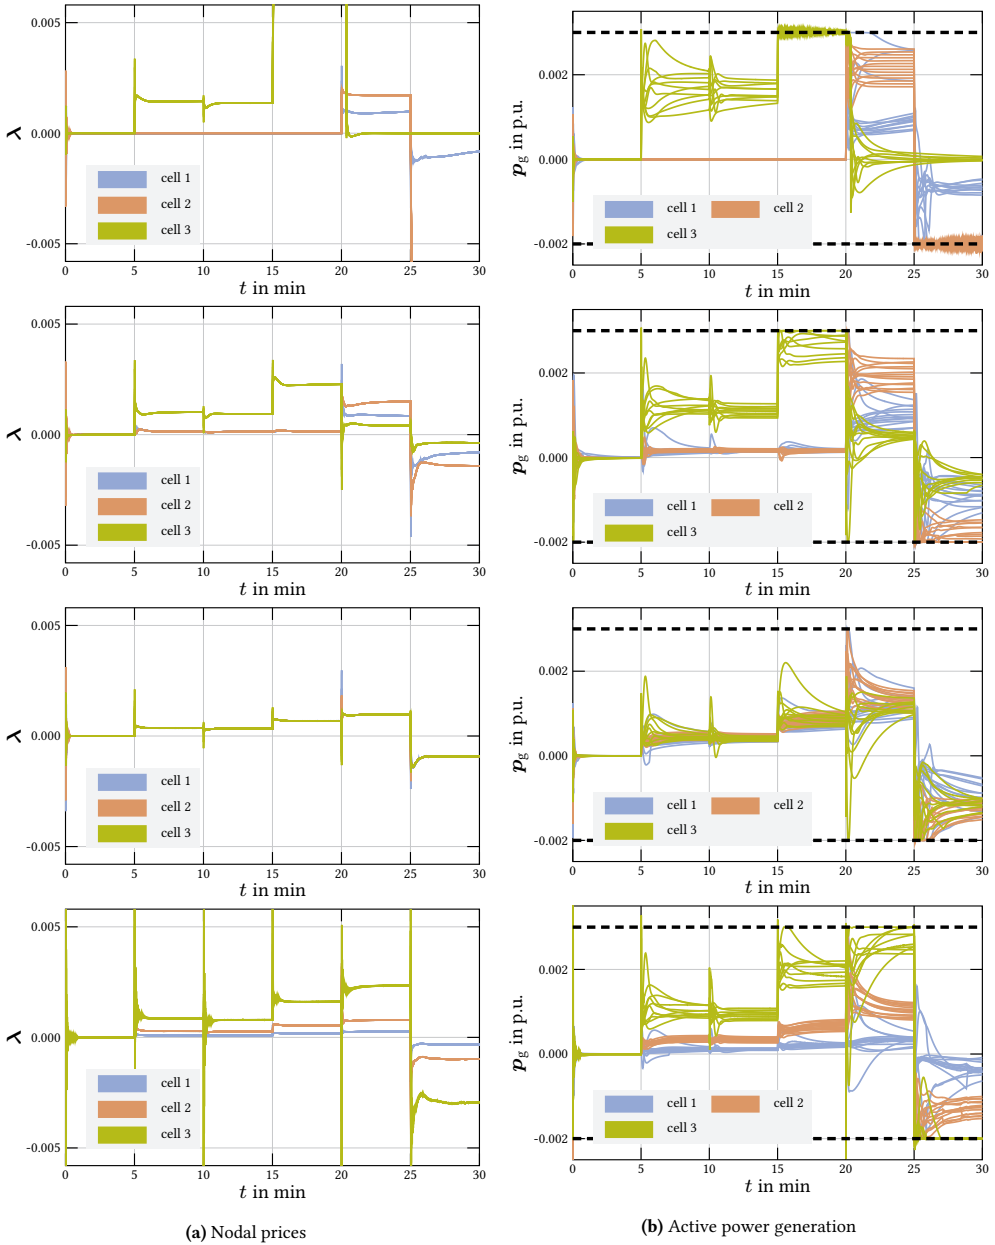 0.005
0.000
-0.005
λ
0 5 10 15 20 25 30
t in min
cell 1
cell 2
cell 3
0.002
0.000
-0.002
pg in p.u.
0 5 10 15 20 25 30
t in min
cell 1 cell 2
cell 3
0.005
0.000
-0.005
λ
0 5 10 15 20 25 30
t in min
cell 1
cell 2
cell 3
0.002
0.000
-0.002
pg in p.u.
0 5 10 15 20 25 30
t in min
cell 1 cell 2
cell 3
0.005
0.000
-0.005
λ
0 5 10 15 20 25 30
t in min
cell 1
cell 2
cell 3
0.002
0.000
-0.002
pg in p.u.
0 5 10 15 20 25 30
t in min
cell 1 cell 2
cell 3
0.005
0.000
-0.005
λ
0 5 10 15 20 25 30
t in min
cell 1
cell 2
cell 3
0.002
0.000
-0.002
pg in p.u.
0 5 10 15 20 25 30
t in min
cell 1 cell 2
cell 3
(a) Nodal prices
(b) Active power generation